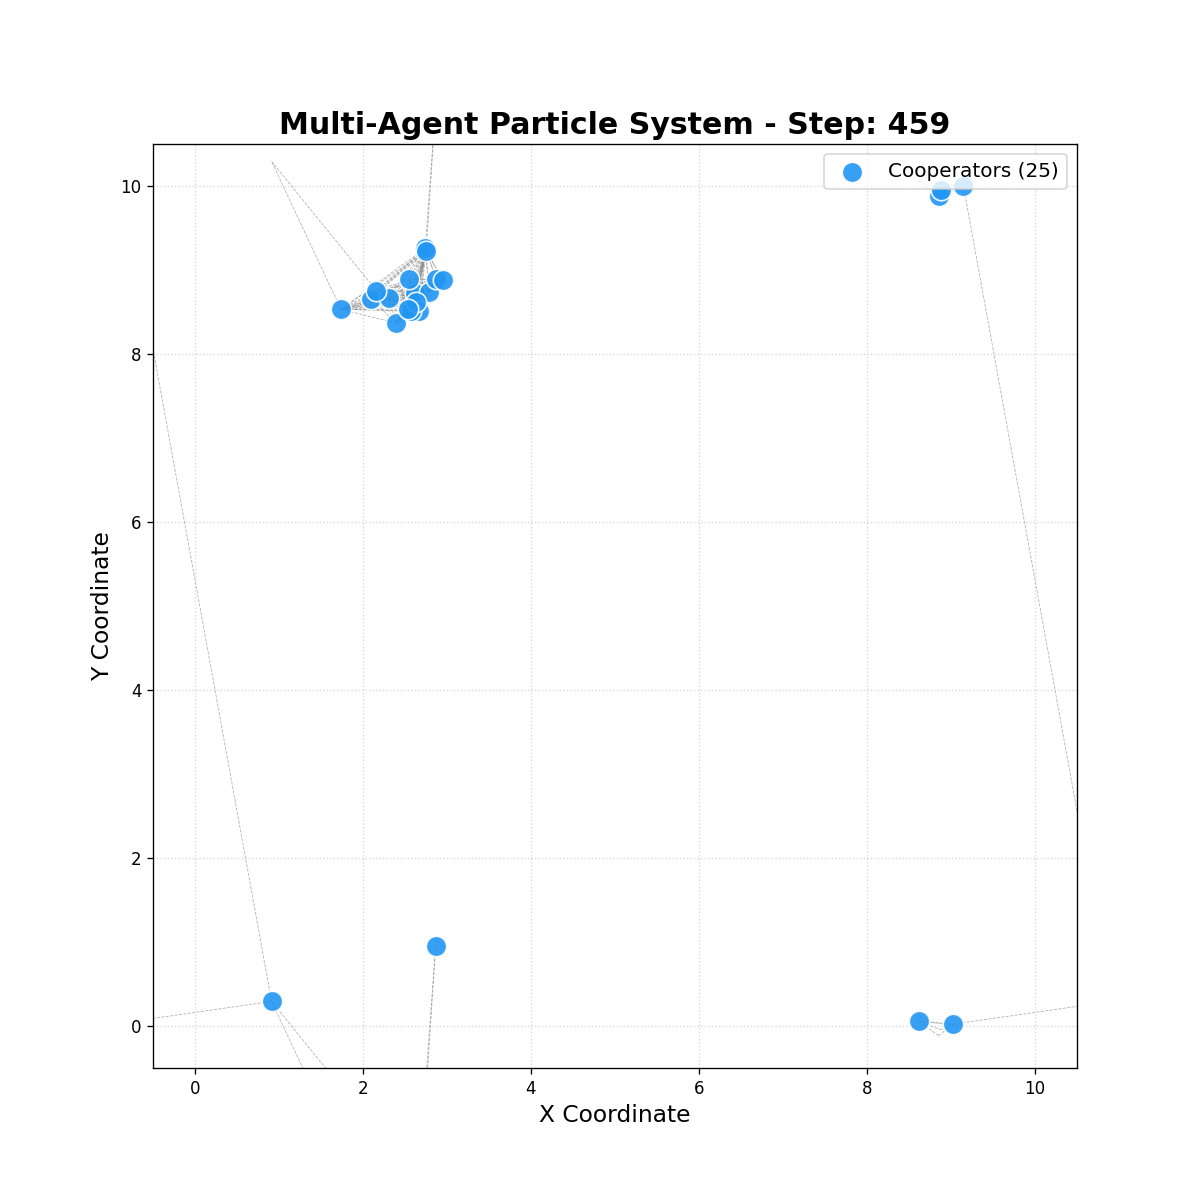 Multi-Agent Particle System - Step: 459
Cooperators (25)
10
8
6
4
2
0
Y Coordinate
0 2 4 6 8 10
X Coordinate